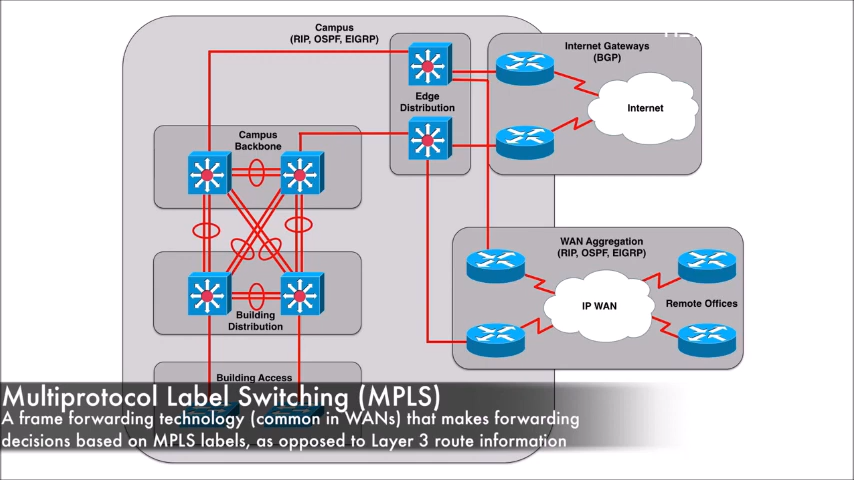 Campus
(RIP, OSPF, EIGRP)
Internet Gateways
(BGP)
Edge
Distribution
Internet
Campus
Backbone
WAN Aggregation
(RIP, OSPF, EIGRP)
IP WAN
Remote Offices
Building
Distribution
Building Access
Multiprotocol Label Switching (MPLS)
A frame forwarding technology (common in WANs) that makes forwarding
decisions based on MPLS labels, as opposed to Layer 3 route information